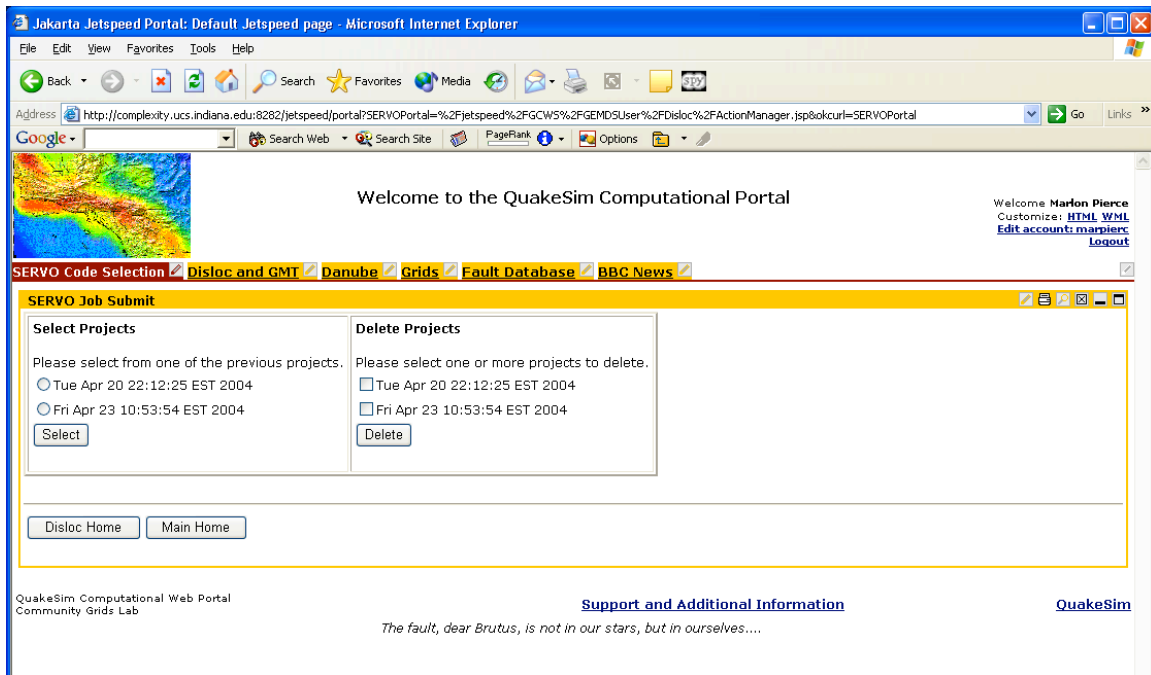 Jakarta Jetspeed Portal: Default Jetspeed page - Microsoft Internet Explorer
File Edit View Favorites Tools Help
Back Search Favorites Media SPY
Address http://complexity.ucs.indiana.edu:8282/jetspeed/portal?SERVOPortal=%2Fjetspeed%2FGCWS%2FGEMDSUser%2FDisloc%2FActionManager.jsp&okcurl=SERVOPortal Go Links »
Google Search Web Search Site PageRank Options
Welcome to the QuakeSim Computational Portal
Welcome Marlon Pierce
Customize: HTML WML
Edit account: marpierc
Logout
SERVO Code Selection Disloc and GMT Danube Grids Fault Database BBC News
SERVO Job Submit
Select Projects
Please select from one of the previous projects.
Tue Apr 20 22:12:25 EST 2004
Fri Apr 23 10:53:54 EST 2004
Select
Delete Projects
Please select one or more projects to delete.
Tue Apr 20 22:12:25 EST 2004
Fri Apr 23 10:53:54 EST 2004
Delete
Disloc Home Main Home
QuakeSim Computational Web Portal
Community Grids Lab
Support and Additional Information
QuakeSim
The fault, dear Brutus, is not in our stars, but in ourselves....